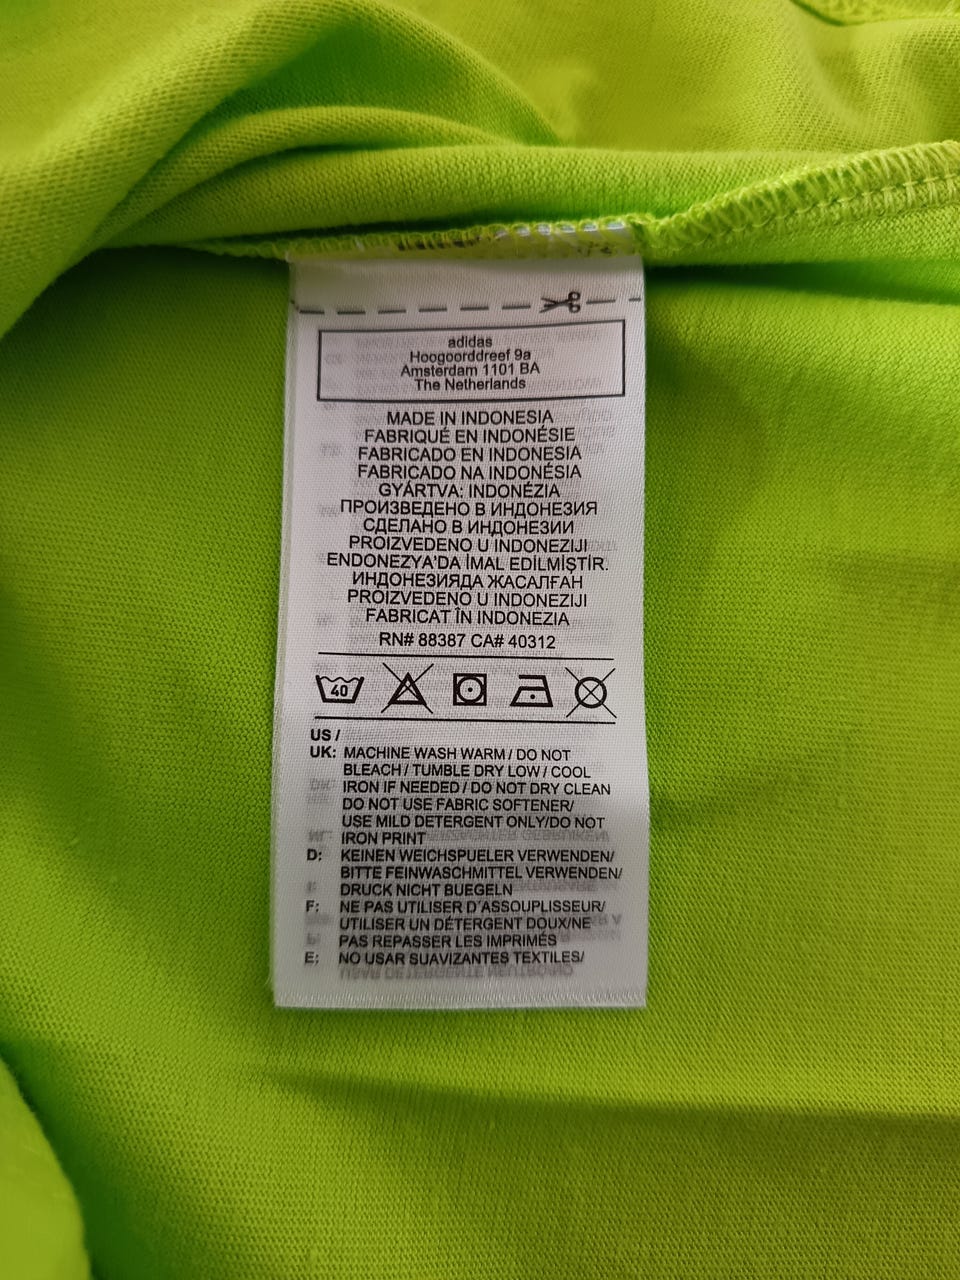 adidas
Hoogoorddreef 9a
Amsterdam 1101 BA
The Netherlands
MADE IN INDONESIA
FABRIQUÉ EN INDONÉSIE
FABRICADO EN INDONESIA
FABRICADO NA INDONÉSIA
GYÁRTVA: INDONÉZIA
ПРОИЗВЕДЕНО В ИНДОНЕЗИЯ
СДЕЛАНО В ИНДОНЕЗИИ
PROIZVEDENO U INDONEZIJI
ENDONEZYA'DA İMAL EDİLMİŞTİR.
ИНДОНЕЗИЯДА ЖАСАЛҒАН
PROIZVEDENO U INDONEZIJI
FABRICAT ÎN INDONEZIA
RN# 88387 CA# 40312
40
US /
UK: MACHINE WASH WARM / DO NOT
BLEACH / TUMBLE DRY LOW / COOL
IRON IF NEEDED / DO NOT DRY CLEAN
DO NOT USE FABRIC SOFTENER/
USE MILD DETERGENT ONLY/DO NOT
IRON PRINT
D: KEINEN WEICHSPUELER VERWENDEN/
BITTE FEINWASCHMITTEL VERWENDEN/
DRUCK NICHT BUEGELN
F: NE PAS UTILISER D'ASSOUPLISSEUR/
UTILISER UN DÉTERGENT DOUX/NE
PAS REPASSER LES IMPRIMÉS
E: NO USAR SUAVIZANTES TEXTILES/